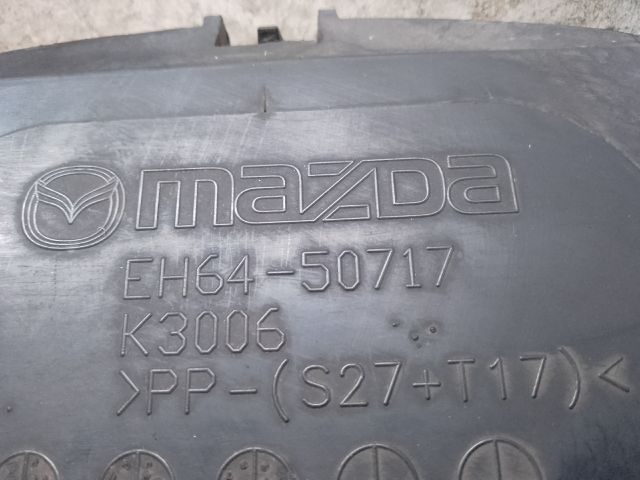 mazda
EH64-50717
K3006
>PP-(S27+T17)<